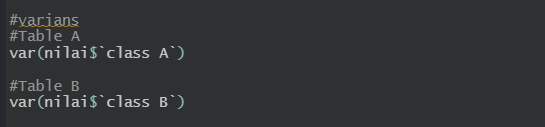 #varians
#Table A
var(nilai$`class A`)
#Table B
var(nilai$`class B`)